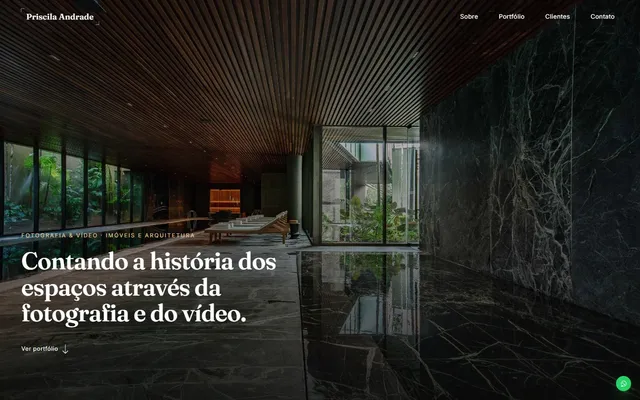 Priscila Andrade
Sobre
Portfólio
Clientes
Contato
FOTOGRAFIA & VÍDEO · IMÓVEIS E ARQUITETURA
Contando a história dos
espaços através da
fotografia e do vídeo.
Ver portfólio